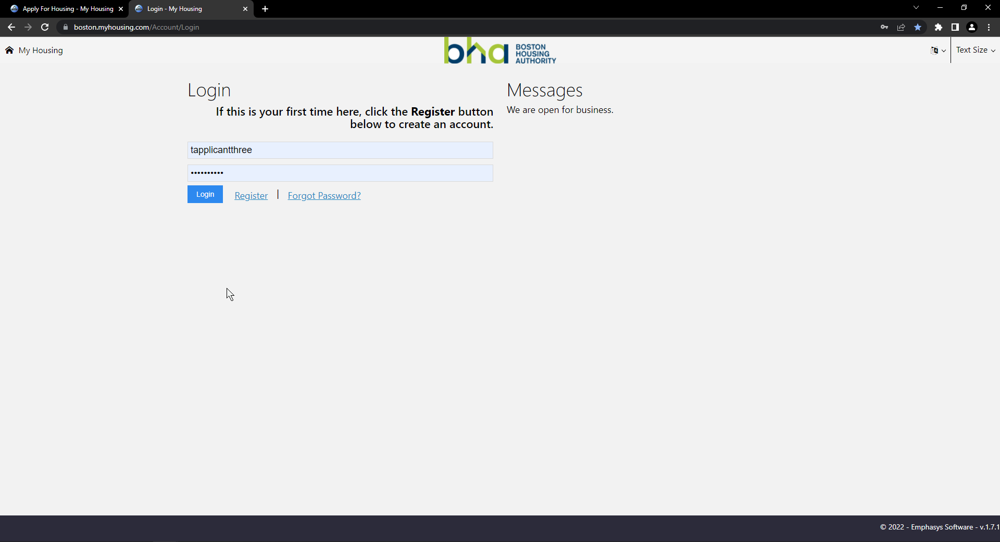 Apply For Housing - My Housing
Login - My Housing
boston.myhousing.com/Account/Login
My Housing
bha BOSTON
HOUSING
AUTHORITY
Text Size
Login
If this is your first time here, click the Register button
below to create an account.
tapplicantthree
••••••••••
Login
Register | Forgot Password?
Messages
We are open for business.
© 2022 - Emphasys Software - v.1.7.1